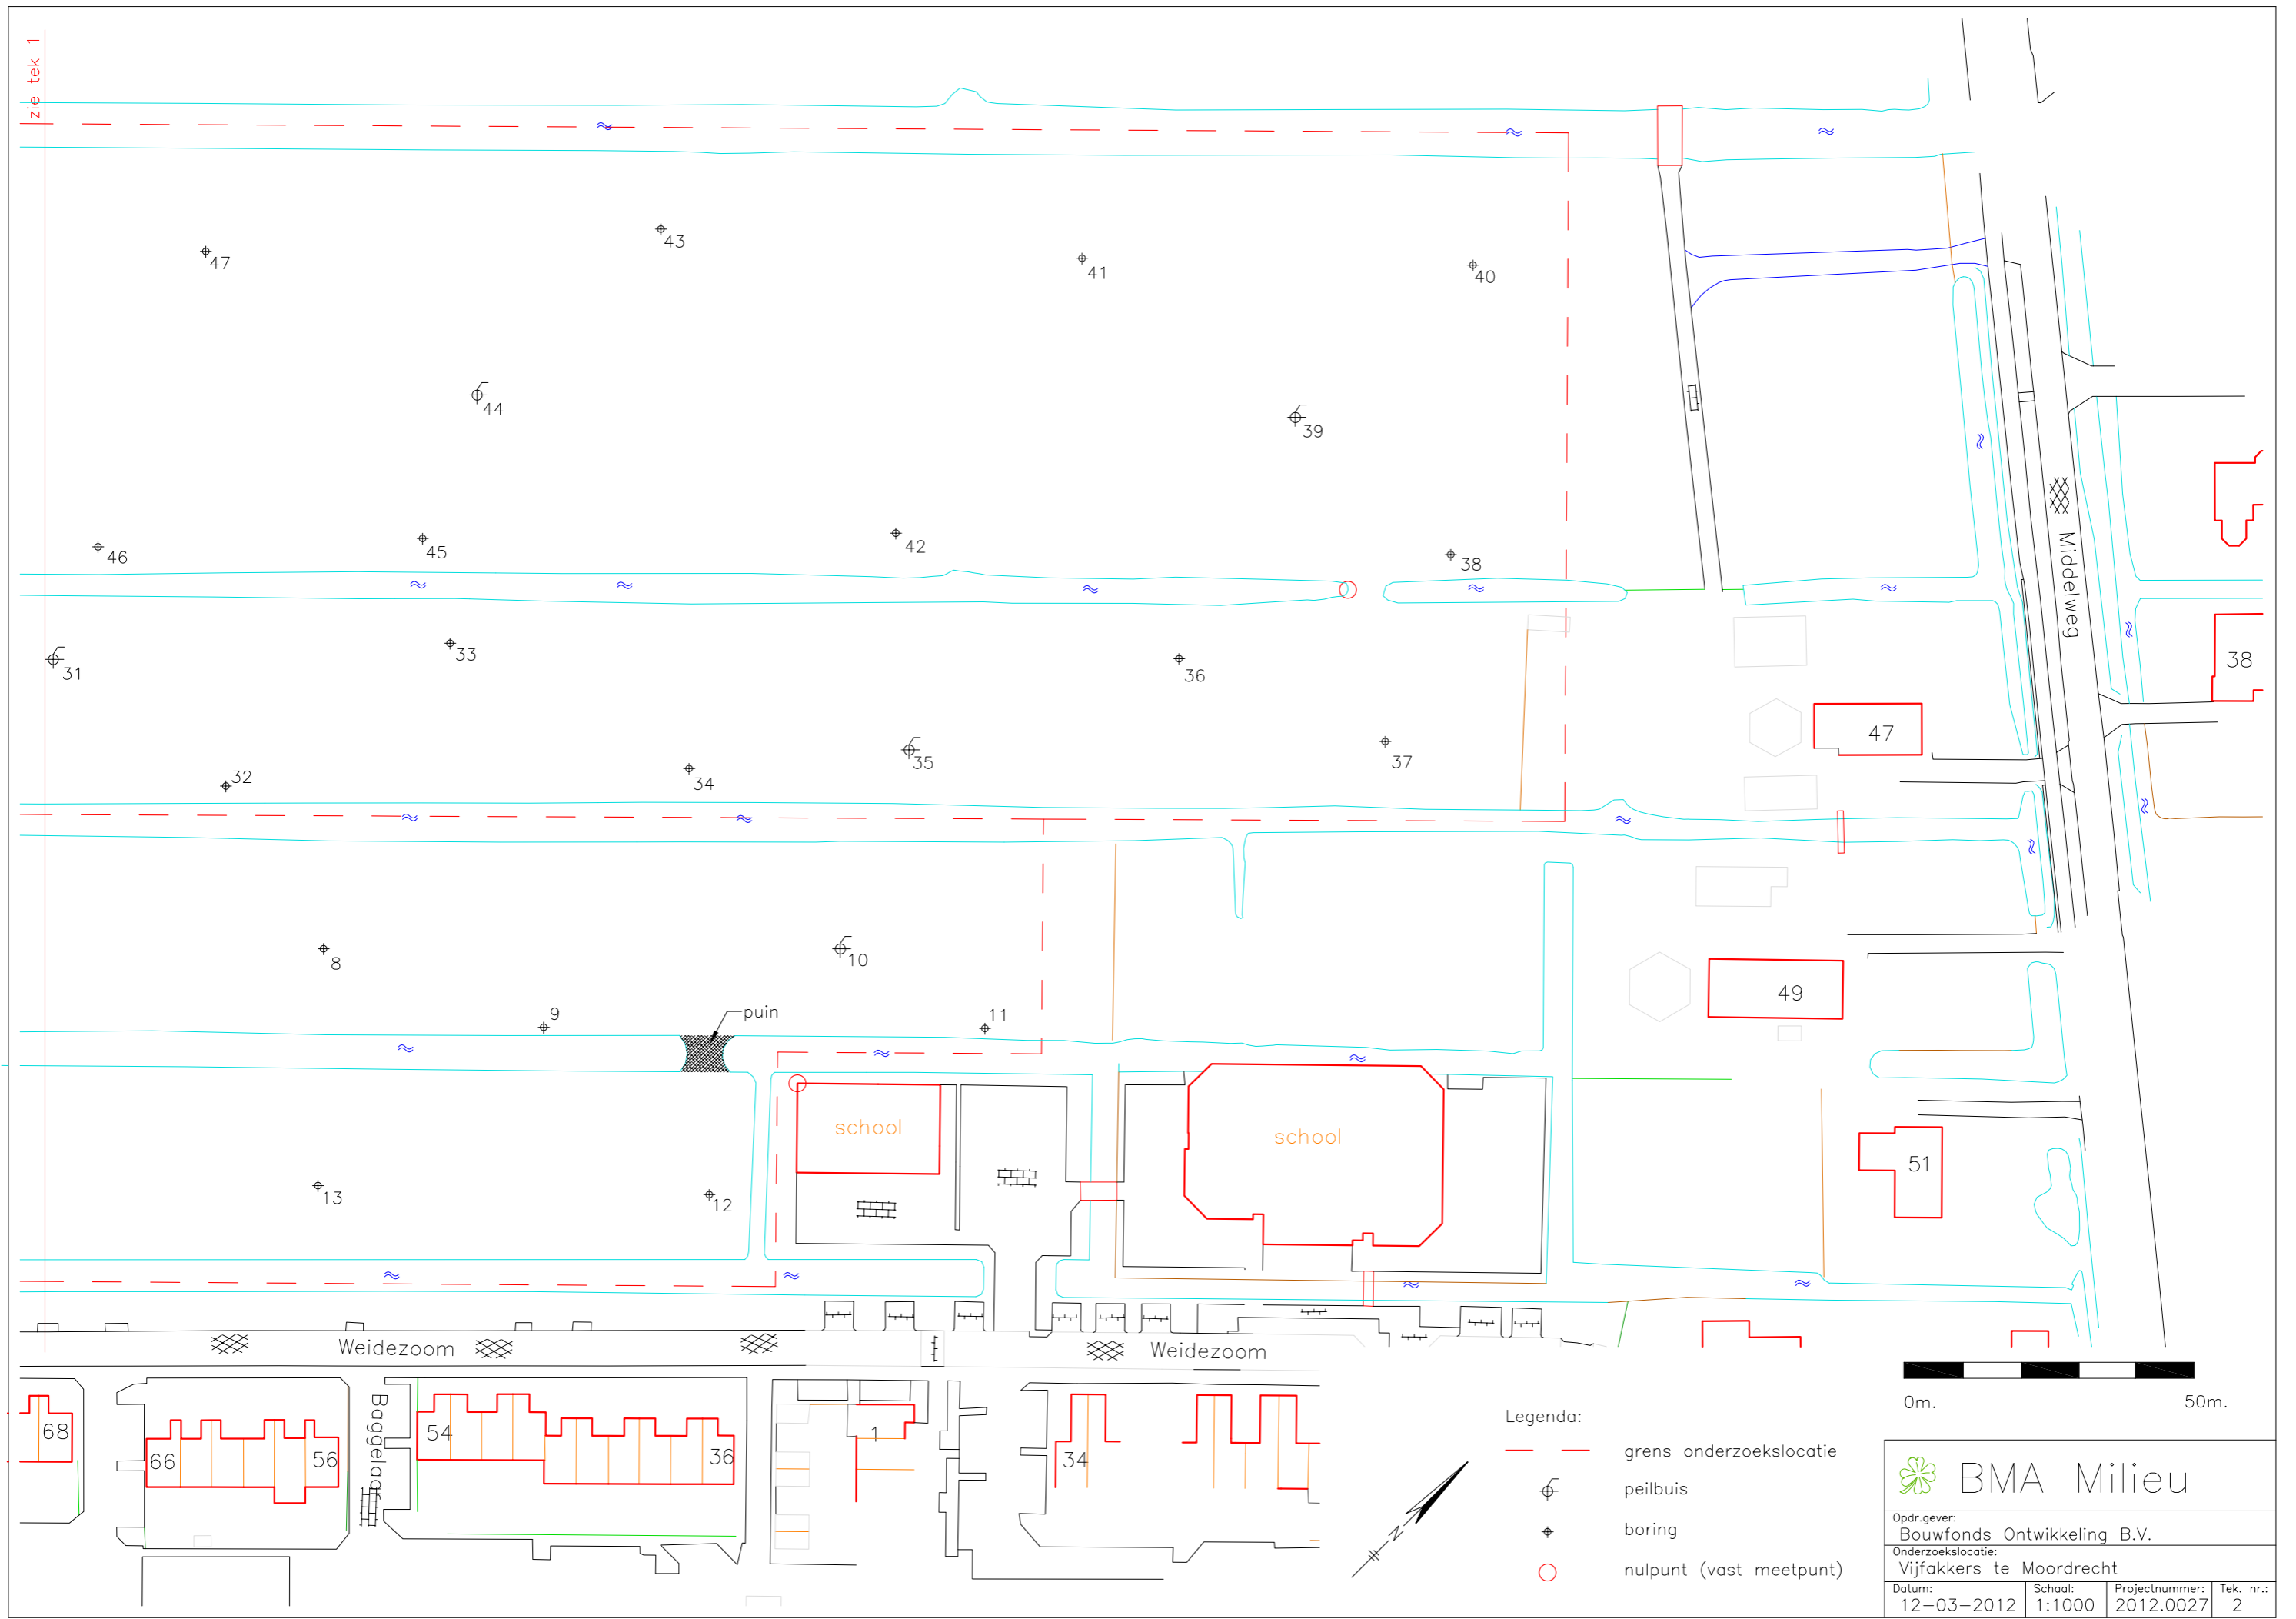 zie tek 1
47
43
41
40
44
39
46
45
42
38
Middelweg
31
33
36
38
35
47
32
34
37
8
10
49
9
puin
11
school
school
51
13
12
Weidezoom
Weidezoom
68
66
56
Baggelaar
54
36
1
34
0m.
50m.
Legenda:
grens onderzoekslocatie
peilbuis
boring
nulpunt (vast meetpunt)
N
BMA Milieu
Opdr.gever:
Bouwfonds Ontwikkeling B.V.
Onderzoekslocatie:
Vijfakkers te Moordrecht
Datum: Schaal: Projectnummer: Tek. nr.:
12-03-2012 1:1000 2012.0027 2